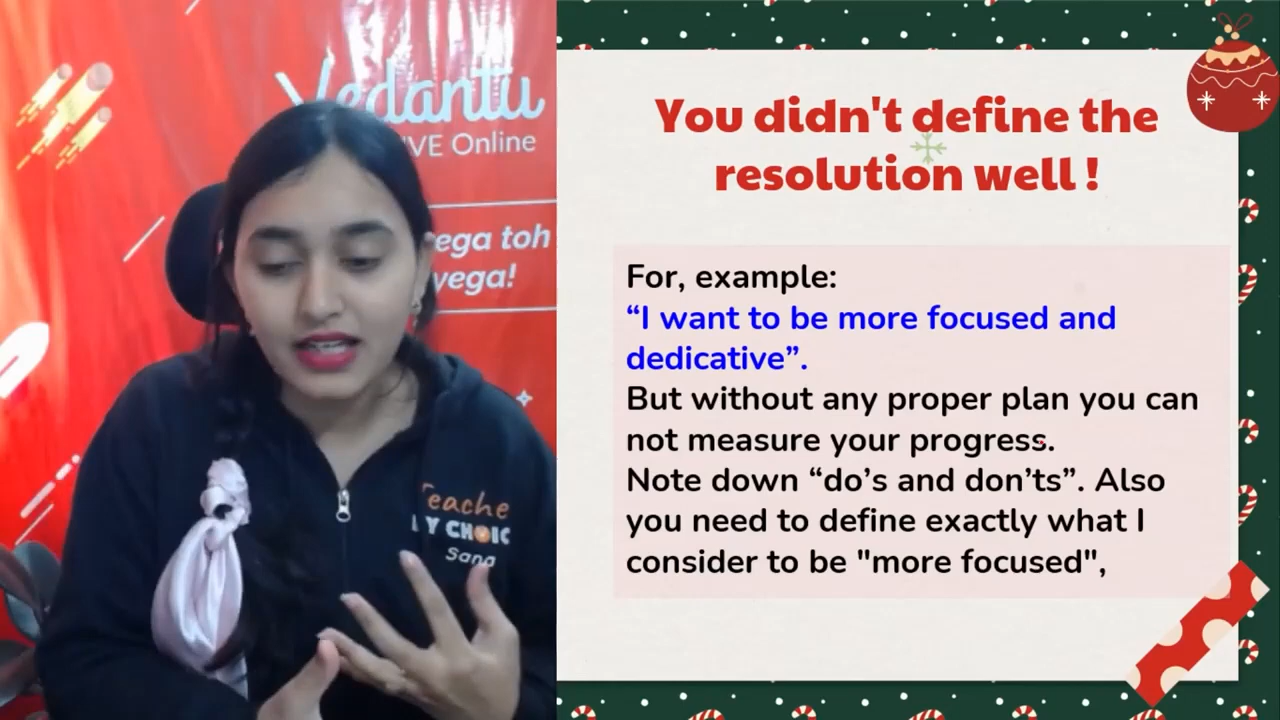 Vedantu
LIVE Online
ega toh
yega!
Teache
Y CHOIC
Sana
You didn't define the
resolution well !
For, example:
“I want to be more focused and
dedicative”.
But without any proper plan you can
not measure your progress.
Note down “do’s and don’ts”. Also
you need to define exactly what I
consider to be "more focused",